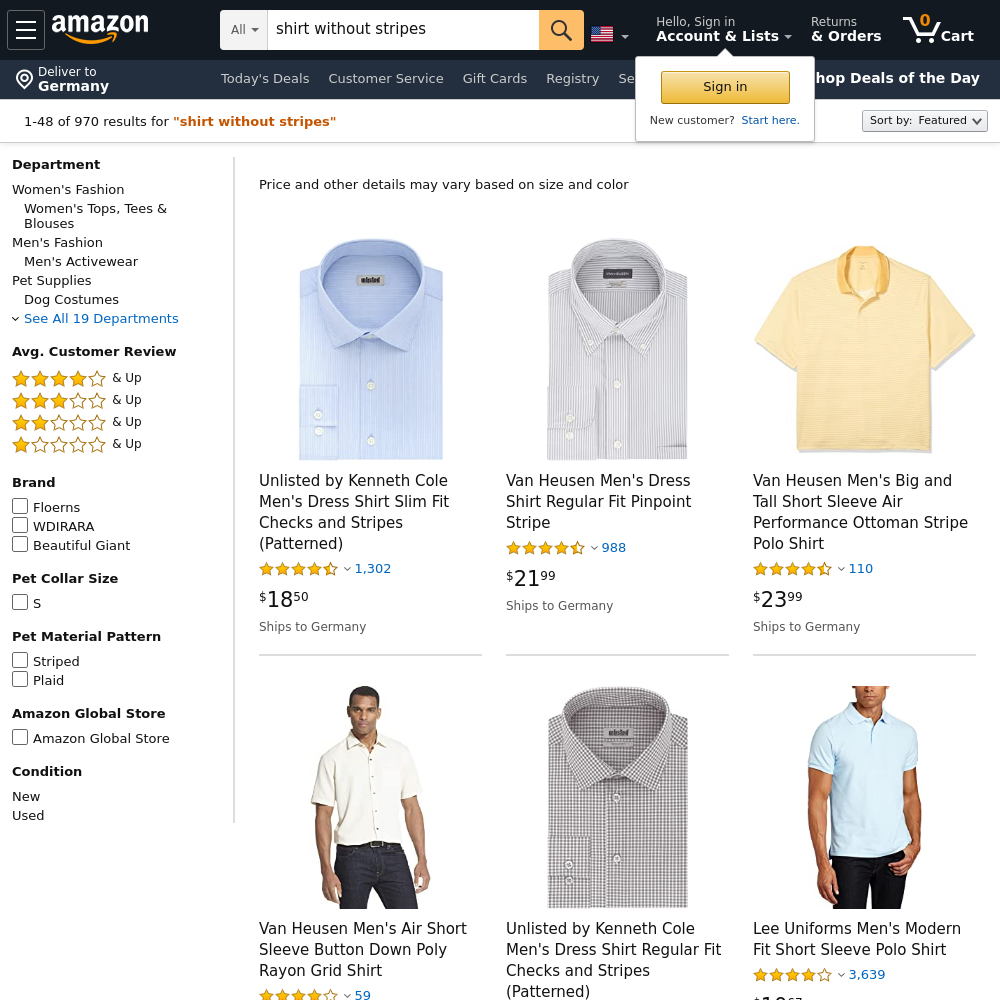 amazon
All
shirt without stripes
Hello, Sign in
Account & Lists
Returns
& Orders
0
Cart
Deliver to
Germany
Today's Deals
Customer Service
Gift Cards
Registry
Se
hop Deals of the Day
Sign in
New customer? Start here.
1-48 of 970 results for "shirt without stripes"
Sort by: Featured
Department
Women's Fashion
Women's Tops, Tees &
Blouses
Men's Fashion
Men's Activewear
Pet Supplies
Dog Costumes
See All 19 Departments
Avg. Customer Review
& Up
& Up
& Up
& Up
Brand
Floerns
WDIRARA
Beautiful Giant
Pet Collar Size
S
Pet Material Pattern
Striped
Plaid
Amazon Global Store
Amazon Global Store
Condition
New
Used
Price and other details may vary based on size and color
unlisted
Unlisted by Kenneth Cole
Men's Dress Shirt Slim Fit
Checks and Stripes
(Patterned)
1,302
$1850
Ships to Germany
Van Heusen Men's Dress
Shirt Regular Fit Pinpoint
Stripe
988
$2199
Ships to Germany
Van Heusen Men's Big and
Tall Short Sleeve Air
Performance Ottoman Stripe
Polo Shirt
110
$2399
Ships to Germany
Van Heusen Men's Air Short
Sleeve Button Down Poly
Rayon Grid Shirt
59
unlisted
Unlisted by Kenneth Cole
Men's Dress Shirt Regular Fit
Checks and Stripes
(Patterned)
Lee Uniforms Men's Modern
Fit Short Sleeve Polo Shirt
3,639